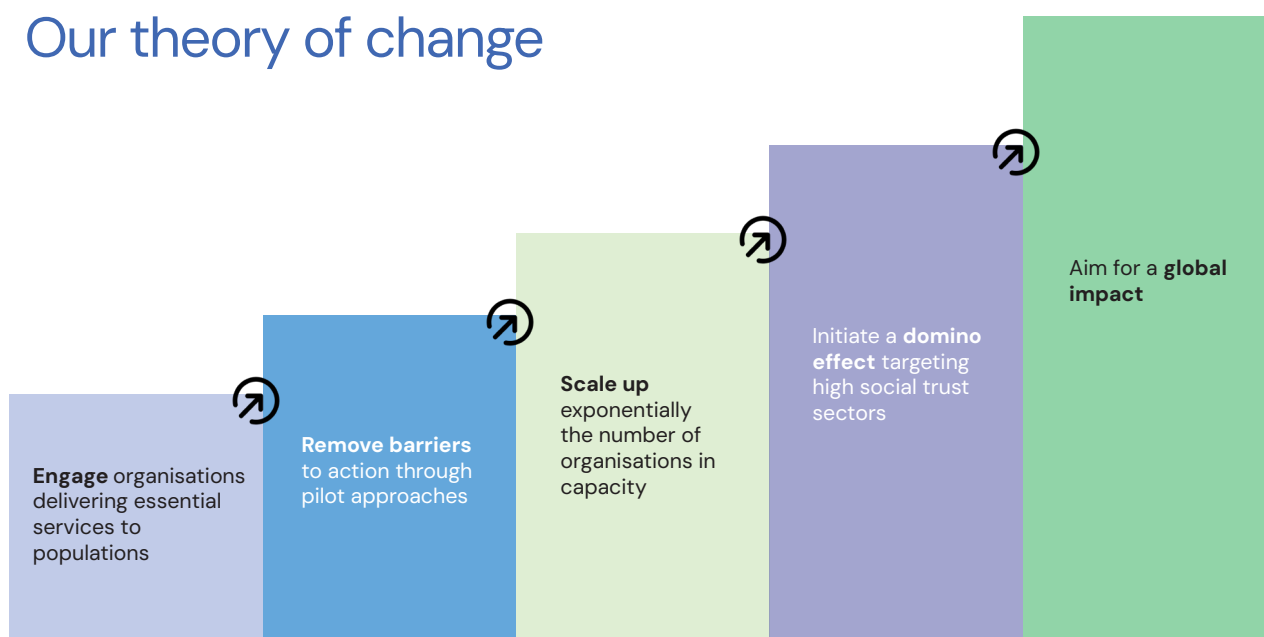 Our theory of change
Engage organisations
delivering essential
services to
populations
Remove barriers
to action through
pilot approaches
Scale up
exponentially
the number of
organisations in
capacity
Initiate a domino
effect targeting
high social trust
sectors
Aim for a global
impact